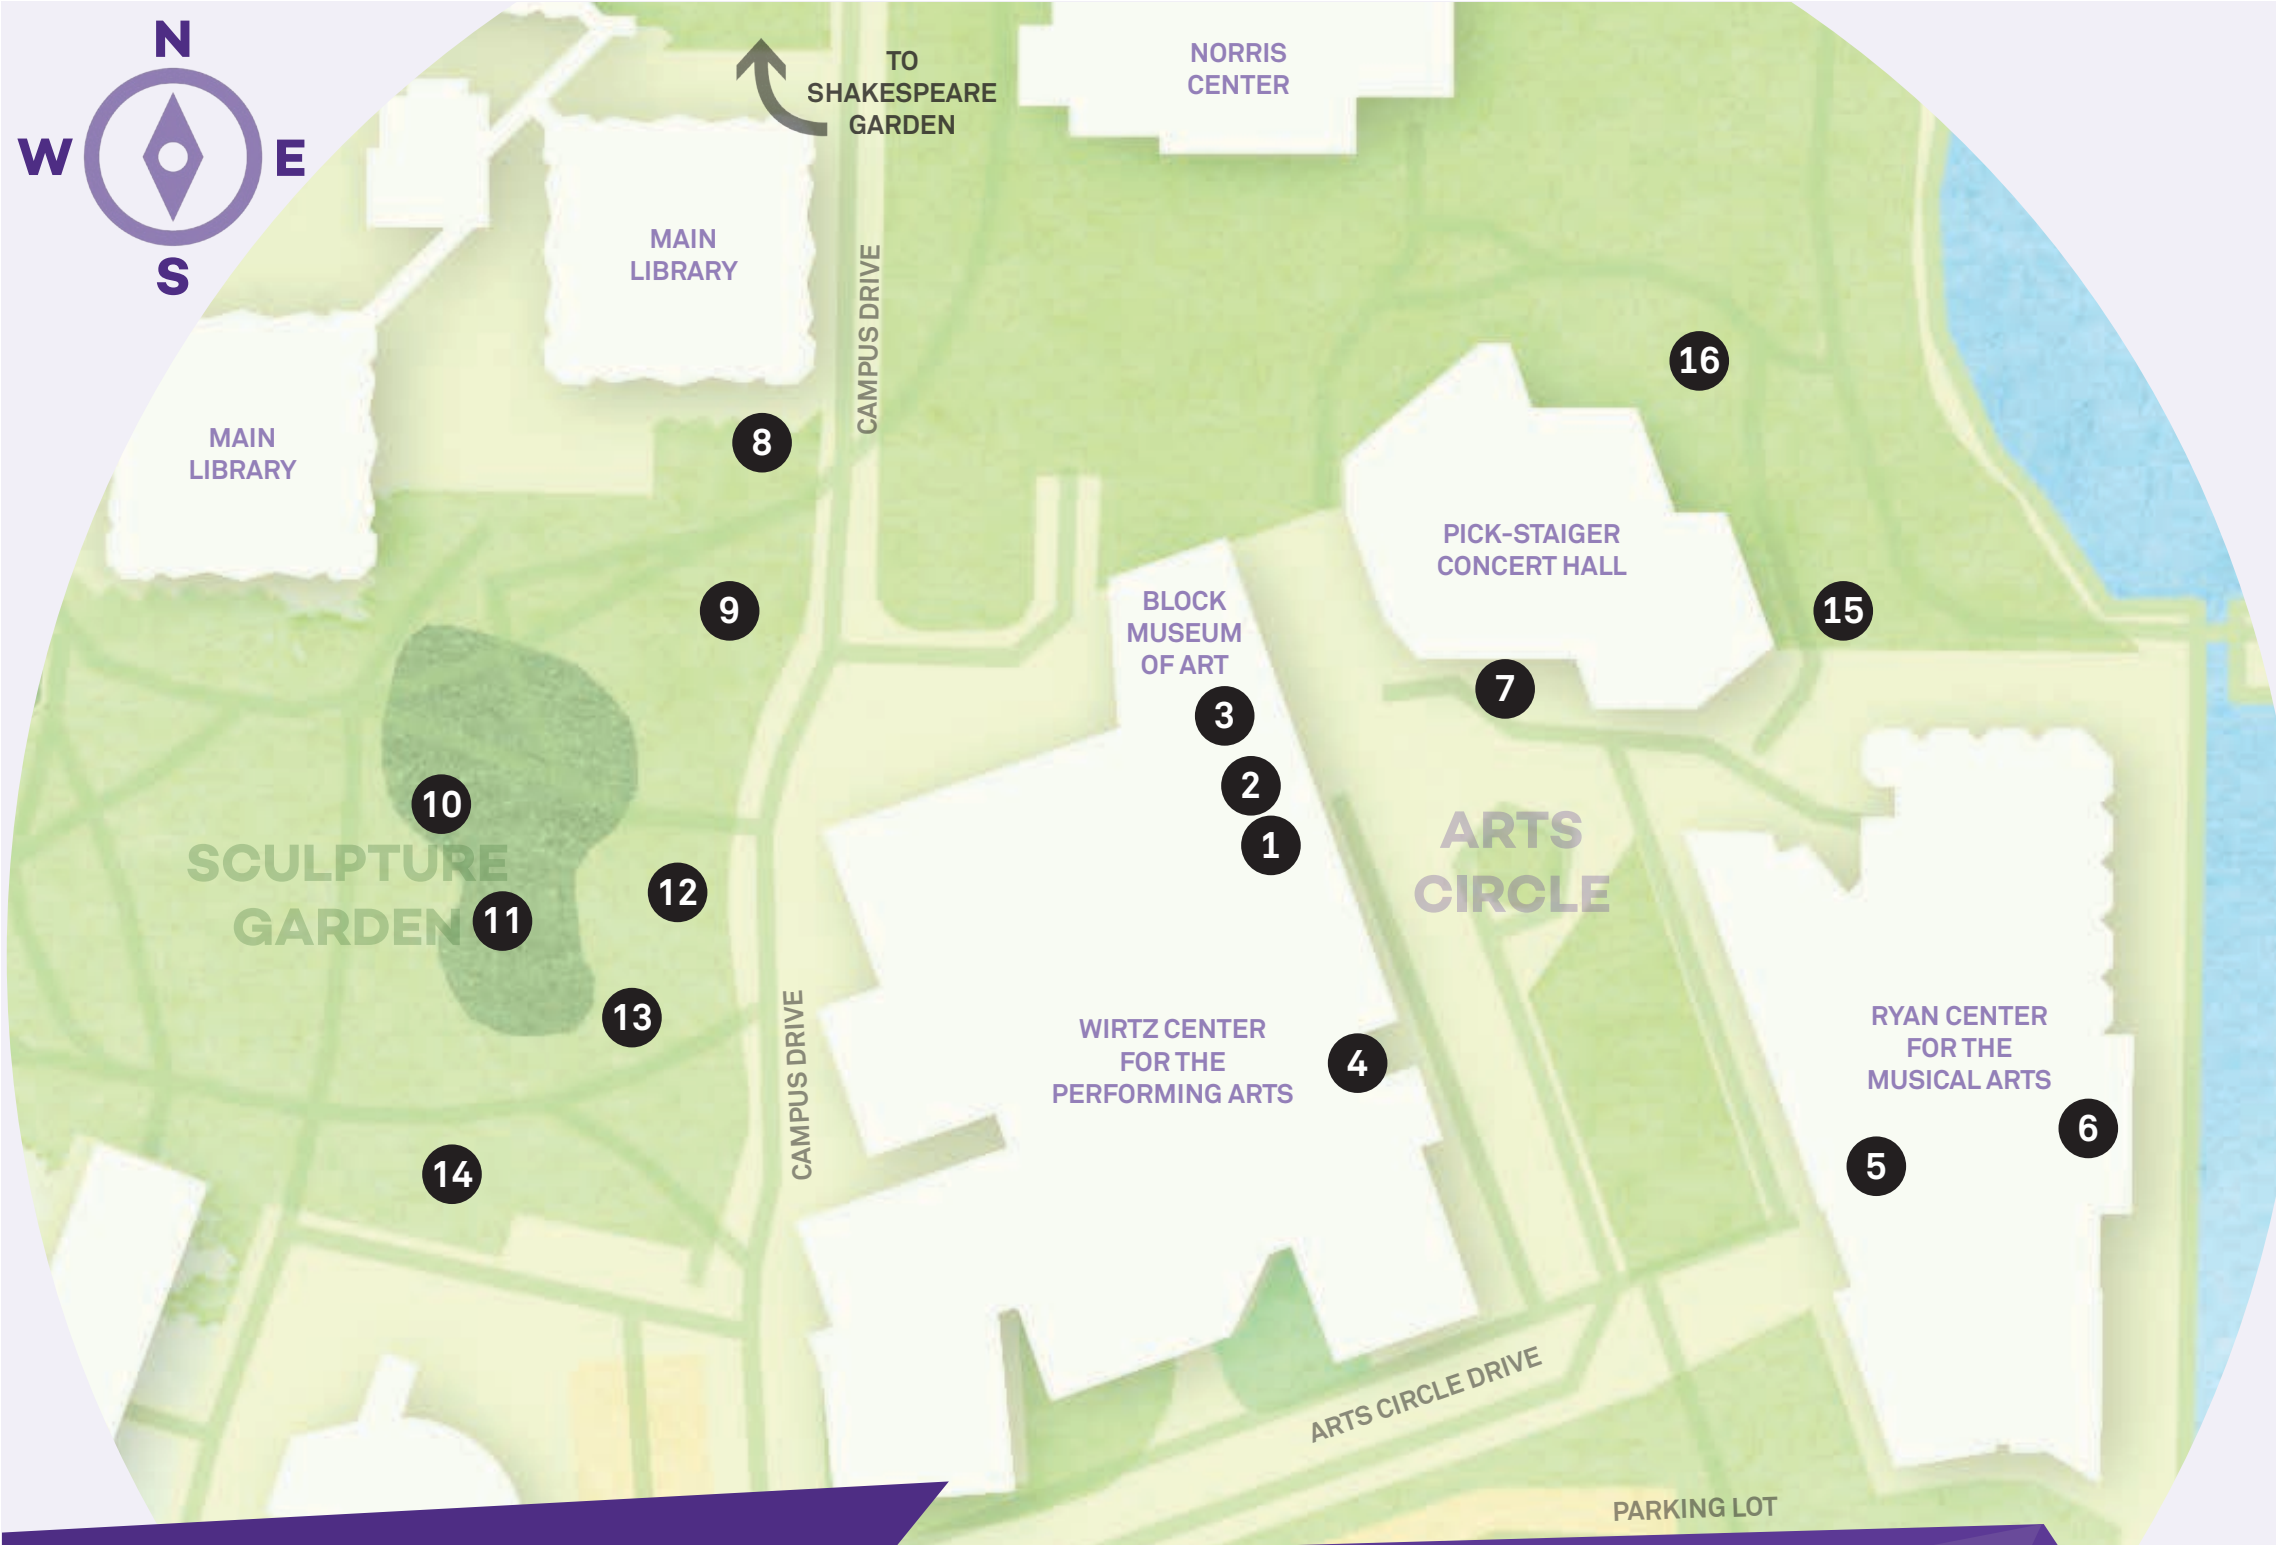 N
W
E
S
TO
SHAKESPEARE
GARDEN
NORRIS
CENTER
MAIN
LIBRARY
CAMPUS DRIVE
16
MAIN
LIBRARY
8
PICK-STAIGER
CONCERT HALL
BLOCK
MUSEUM
OF ART
9
15
7
3
2
1
10
ARTS
CIRCLE
SCULPTURE
GARDEN
11
12
13
CAMPUS DRIVE
WIRTZ CENTER
FOR THE
PERFORMING ARTS
4
RYAN CENTER
FOR THE
MUSICAL ARTS
6
5
14
ARTS CIRCLE DRIVE
PARKING LOT